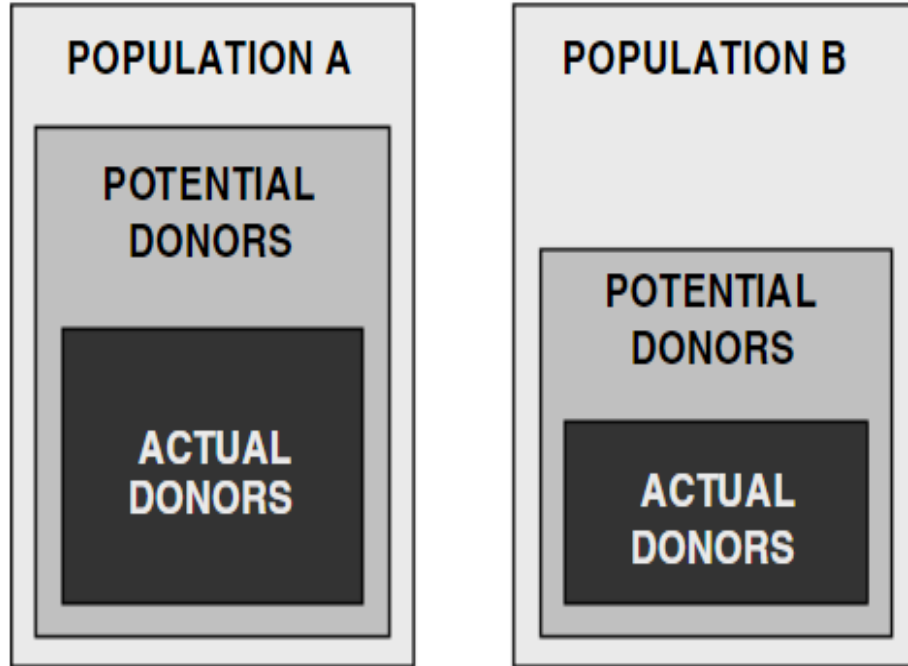 POPULATION A
POTENTIAL
DONORS
ACTUAL
DONORS
POPULATION B
POTENTIAL
DONORS
ACTUAL
DONORS